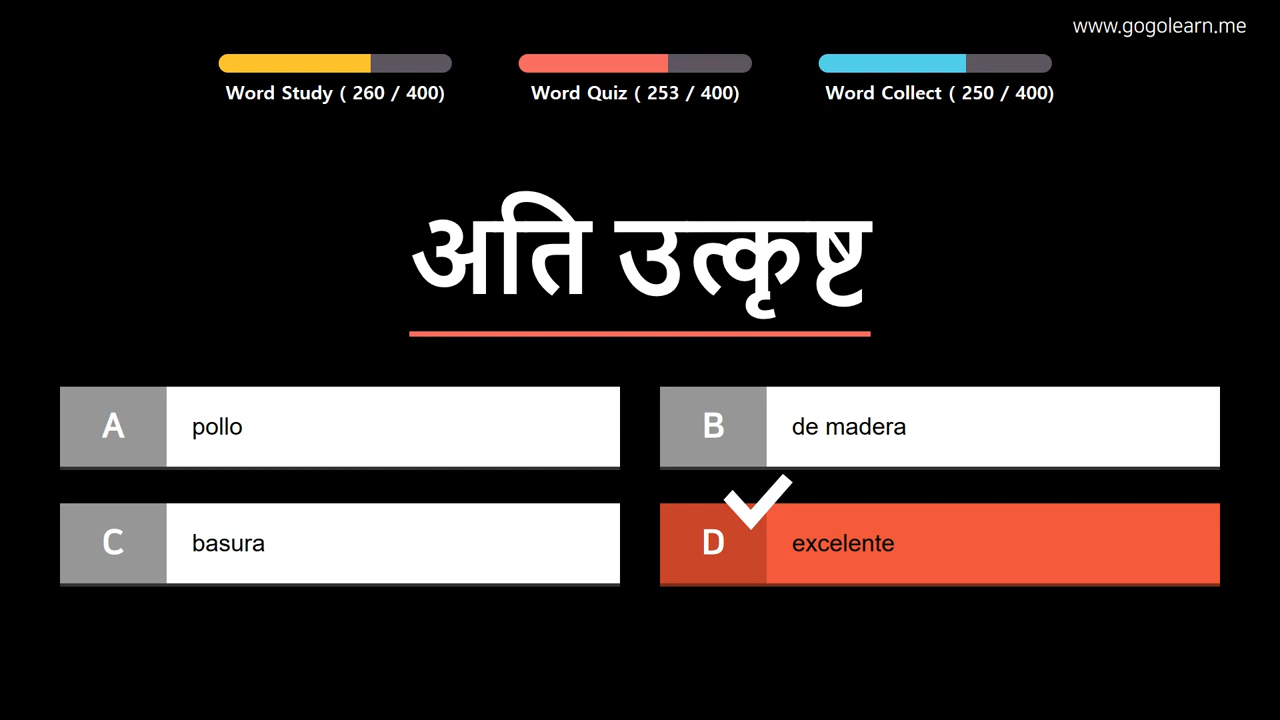 www.gogolearn.me
Word Study ( 260 / 400)
Word Quiz ( 253 / 400)
Word Collect ( 250 / 400)
अति उत्कृष्ट
A pollo
B de madera
C basura
D excelente